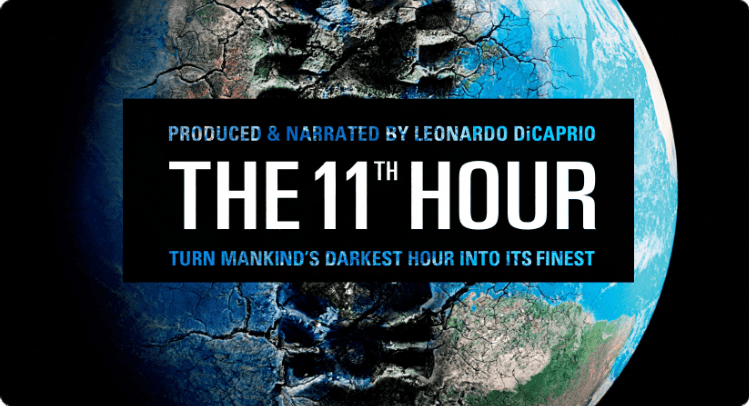 PRODUCED & NARRATED BY LEONARDO DiCAPRIO
THE 11TH HOUR
TURN MANKIND'S DARKEST HOUR INTO ITS FINEST